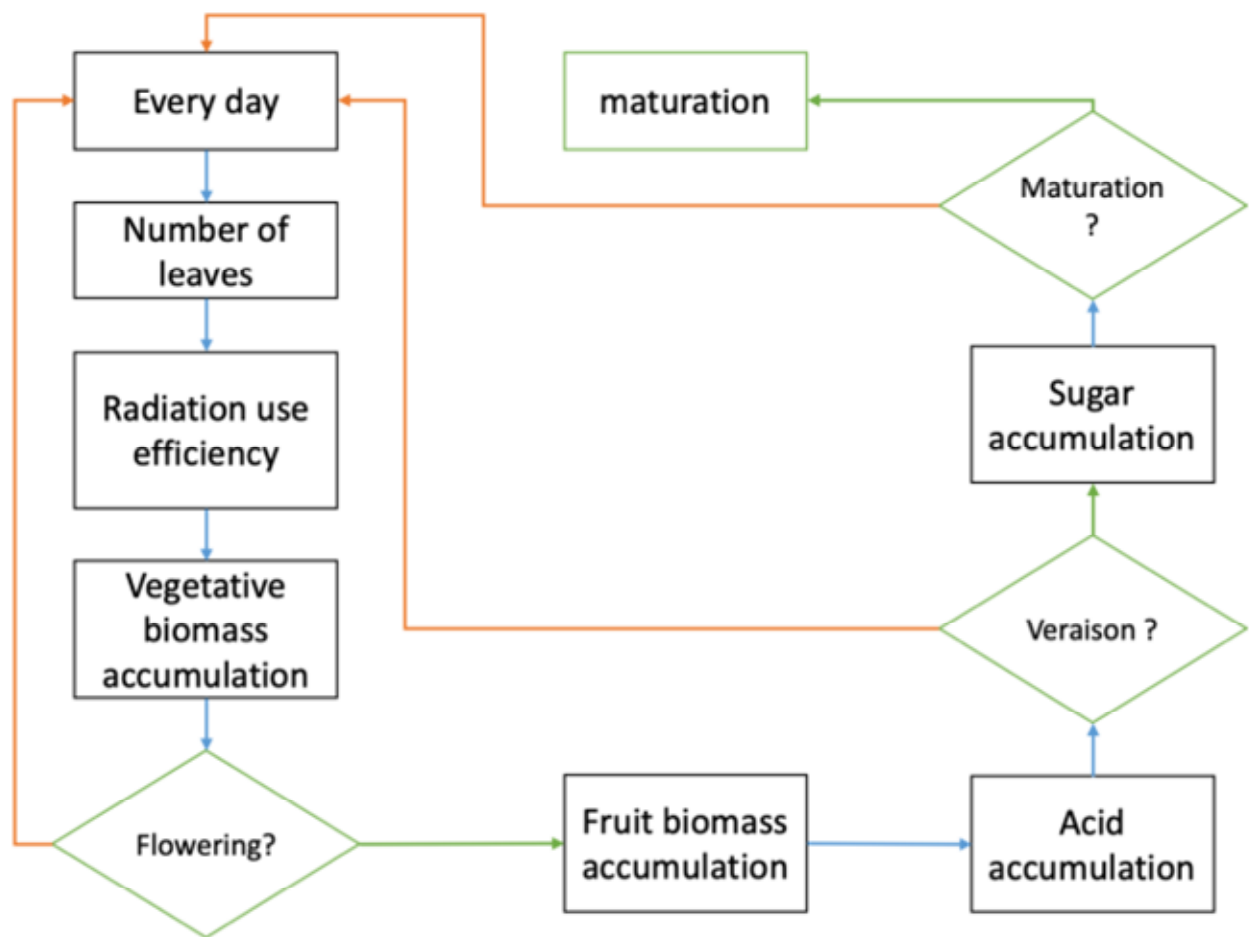 Every day
Number of
leaves
Radiation use
efficiency
Vegetative
biomass
accumulation
Flowering?
Fruit biomass
accumulation
Acid
accumulation
Veraison ?
Sugar
accumulation
Maturation
?
maturation